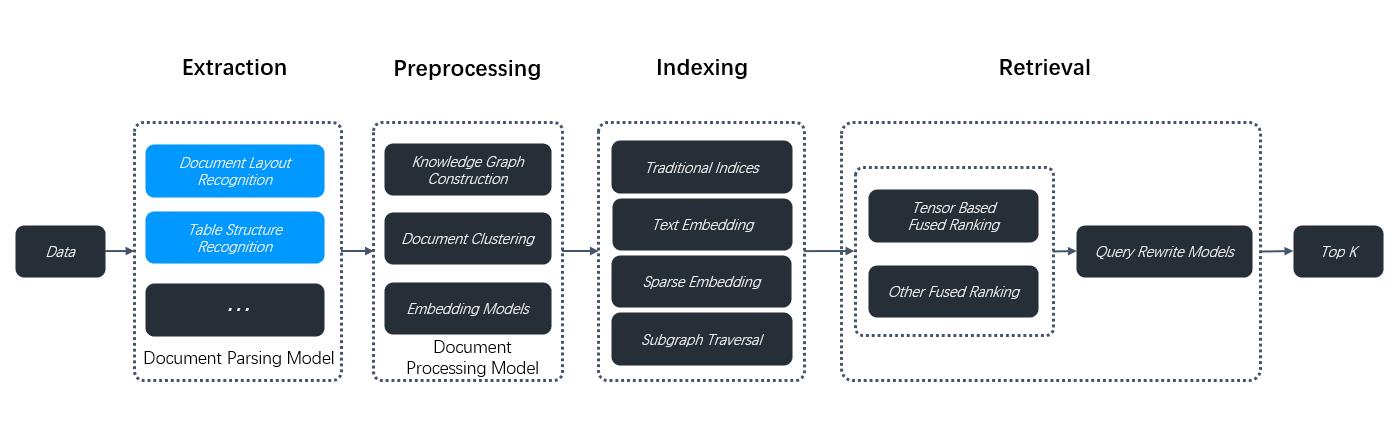 Extraction
Preprocessing
Indexing
Retrieval
Data
Document Layout
Recognition
Table Structure
Recognition
...
Document Parsing Model
Knowledge Graph
Construction
Document Clustering
Embedding Models
Document
Processing Model
Traditional Indices
Text Embedding
Sparse Embedding
Subgraph Traversal
Tensor Based
Fused Ranking
Other Fused Ranking
Query Rewrite Models
Top K